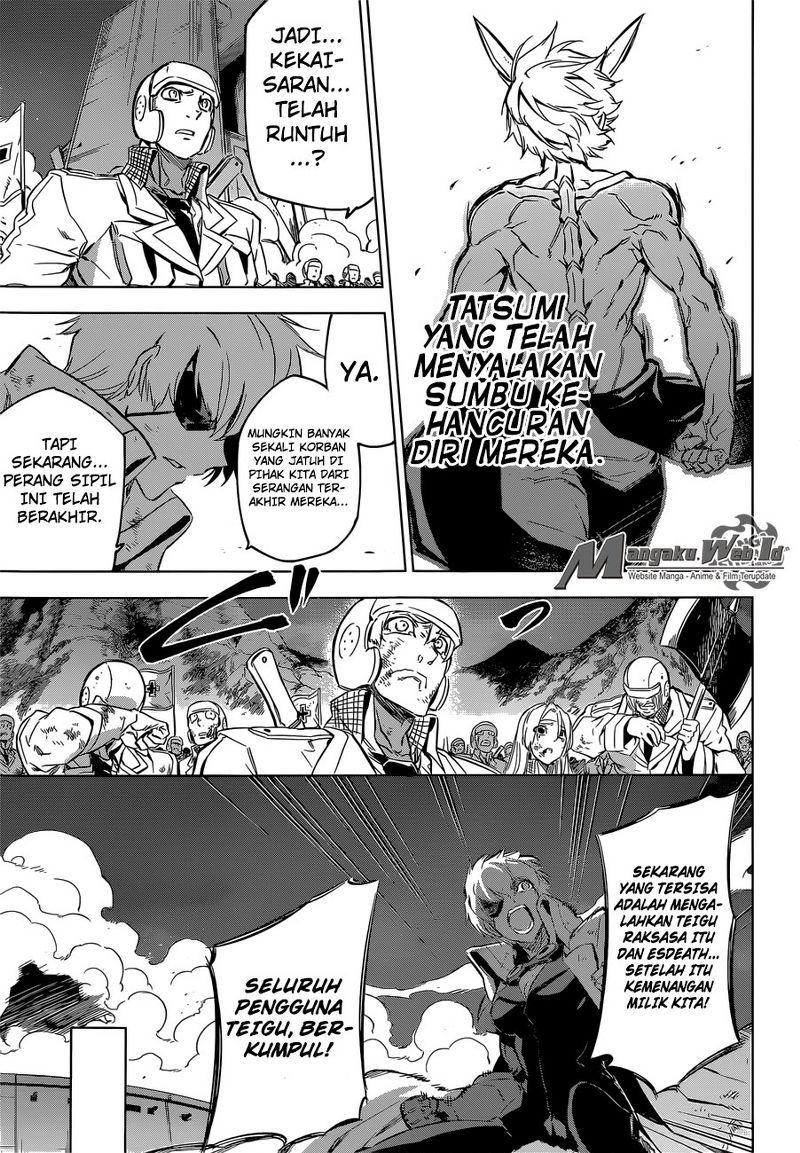 TATSUMI
YANG TELAH
MENYALAKAN
SUMBU KE-
HANCURAN
DIRI MEREKA.
JADI...
KEKAI-
SARAN...
TELAH
RUNTUH
...?
YA.
MUNGKIN BANYAK
SEKALI KORBAN
YANG JATUH DI
PIHAK KITA DARI
SERANGAN TER-
AKHIR MEREKA...
TAPI
SEKARANG...
PERANG SIPIL
INI TELAH
BERAKHIR.
Mangaku.Web.Id
Website Manga - Anime & Film Terupdate
グッ
SEKARANG
YANG TERSISA
ADALAH MENGA-
LAHKAN TEIGU
RAKSASA ITU
DAN ESDEATH...
SETELAH ITU
KEMENANGAN
MILIK KITA!
SELURUH
PENGGUNA
TEIGU, BER-
KUMPUL!